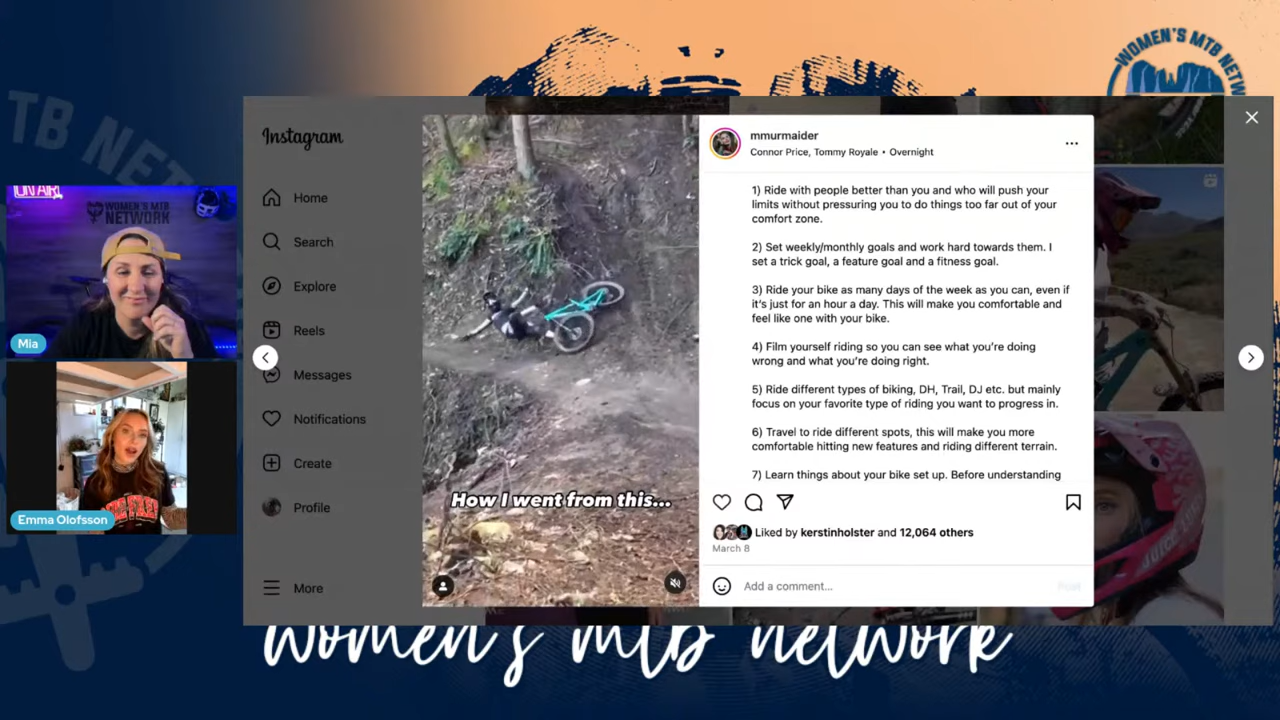 WOMEN'S MTB NETW
TB NE
ON AIR
WOMEN'S MTB
NETWORK
Mia
Emma Olofsson
Instagram
Home
Search
Explore
Reels
Messages
Notifications
Create
Profile
More
How I went from this...
mmurmaider
Connor Price, Tommy Royale • Overnight
1) Ride with people better than you and who will push your
limits without pressuring you to do things too far out of your
comfort zone.
2) Set weekly/monthly goals and work hard towards them. I
set a trick goal, a feature goal and a fitness goal.
3) Ride your bike as many days of the week as you can, even if
it's just for an hour a day. This will make you comfortable and
feel like one with your bike.
4) Film yourself riding so you can see what you're doing
wrong and what you're doing right.
5) Ride different types of biking, DH, Trail, DJ etc. but mainly
focus on your favorite type of riding you want to progress in.
6) Travel to ride different spots, this will make you more
comfortable hitting new features and riding different terrain.
7) Learn things about your bike set up. Before understanding
Liked by kerstinholster and 12,064 others
March 8
Add a comment...
Post
women's mtb network